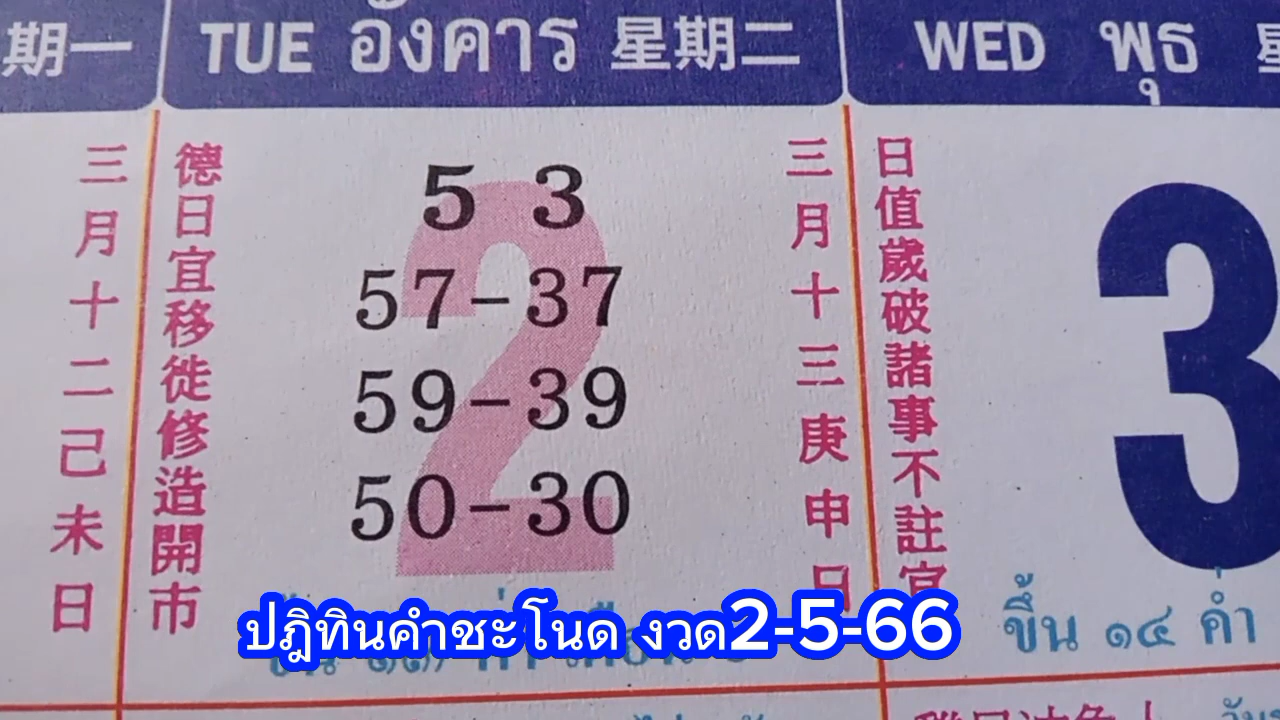 期一
TUE อังคาร 星期二
WED พุธ 星
三月十二己未日
德日宜移徙修造開市
5 3
57-37
59-39
50-30
三月十三庚申日
日值歲破諸事不註宜
3
2
ขึ้น ๑๔ ค่ำ
ปฎิทินคำชะโนด งวด2-5-66